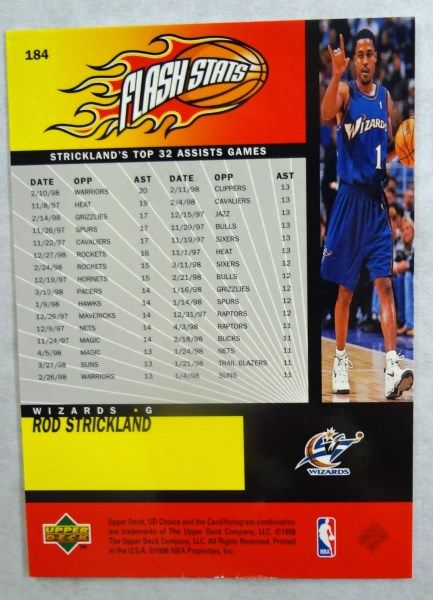 184
FLASH STATS
STRICKLAND'S TOP 32 ASSISTS GAMES
DATE OPP AST DATE OPP AST
2/10/98 WARRIORS 20 2/11/98 CLIPPERS 13
11/8/97 HEAT 19 2/4/98 CAVALIERS 13
2/14/98 GRIZZLIES 17 12/15/97 JAZZ 13
11/26/97 SPURS 17 11/29/97 BULLS 13
11/22/97 CAVALIERS 17 11/19/97 SIXERS 13
12/27/98 ROCKETS 16 11/1/97 HEAT 13
2/24/98 ROCKETS 15 3/11/98 SIXERS 12
12/19/97 HORNETS 15 2/21/98 BULLS 12
3/19/98 PACERS 14 1/16/98 GRIZZLIES 12
1/9/98 HAWKS 14 1/14/98 SPURS 12
12/26/97 MAVERICKS 14 12/31/97 RAPTORS 12
12/9/97 NETS 14 4/3/98 RAPTORS 11
11/24/97 MAGIC 14 2/18/98 BUCKS 11
4/5/98 MAGIC 13 1/24/98 NETS 11
3/27/98 SUNS 13 1/21/98 TRAIL BLAZERS 11
2/26/98 WARRIORS 13 1/4/98 SUNS 11
WIZARDS
1
WIZARDS • G
ROD STRICKLAND
WIZARDS
UPPER DECK
TM
Upper Deck, UD Choice and the Card/Hologram combination
are trademarks of The Upper Deck Company, LLC. ©1998
The Upper Deck Company, LLC. All Rights Reserved. Printed
in the U.S.A. ©1998 NBA Properties, Inc.
NBA